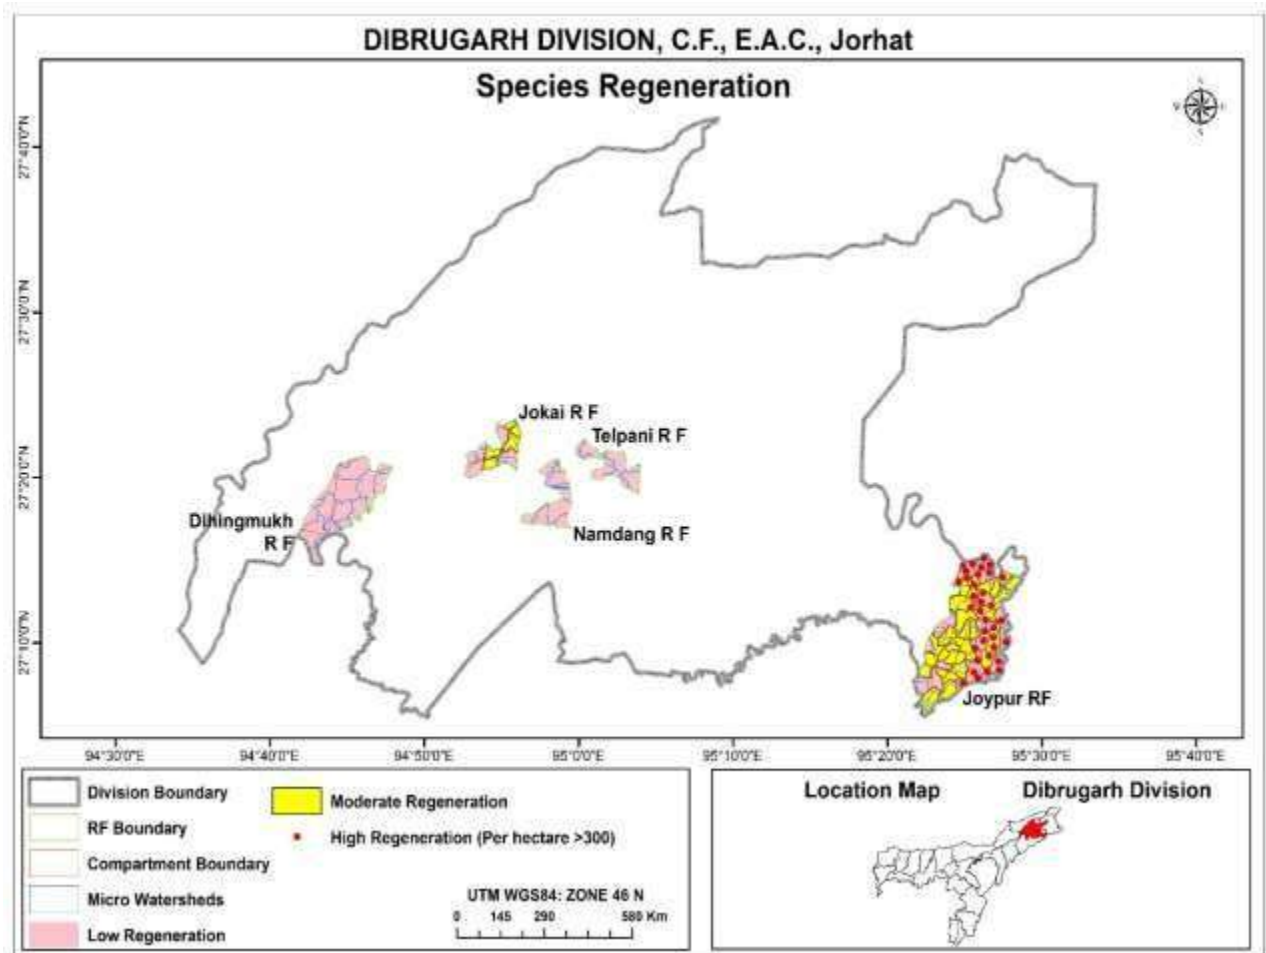 DIBRUGARH DIVISION, C.F., E.A.C., Jorhat
Species Regeneration
27°40'0"N
27°30'0"N
27°20'0"N
27°10'0"N
Jokai R F
Telpani R F
Dihingmukh
R F
Namdang R F
Joypur RF
94°30'0"E
94°40'0"E
94°50'0"E
95°0'0"E
95°10'0"E
95°20'0"E
95°30'0"E
95°40'0"E
Division Boundary
RF Boundary
Compartment Boundary
Micro Watersheds
Low Regeneration
Moderate Regeneration
High Regeneration (Per hectare >300)
UTM WGS84: ZONE 46 N
0 145 290 580 Km
Location Map
Dibrugarh Division